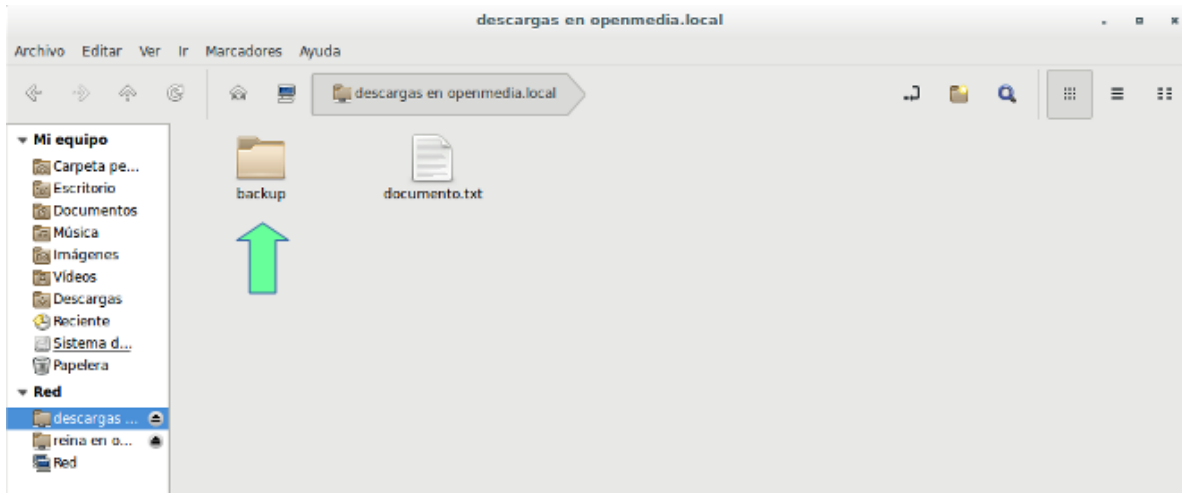 descargas en openmedia.local
Archivo Editar Ver Ir Marcadores Ayuda
descargas en openmedia.local
Mi equipo
Carpeta pe...
Escritorio
Documentos
Música
Imágenes
Vídeos
Descargas
Reciente
Sistema d...
Papelera
Red
descargas ...
reina en o...
Red
backup
documento.txt